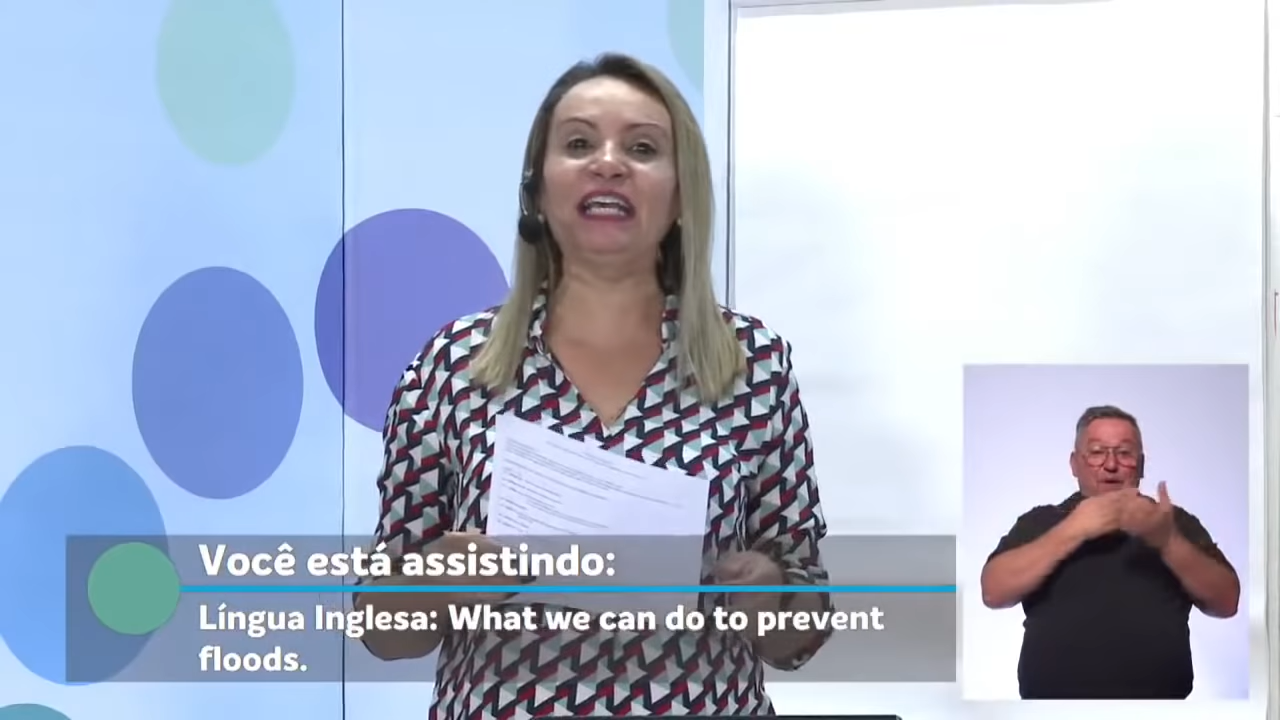 Você está assistindo:
Língua Inglesa: What we can do to prevent
floods.